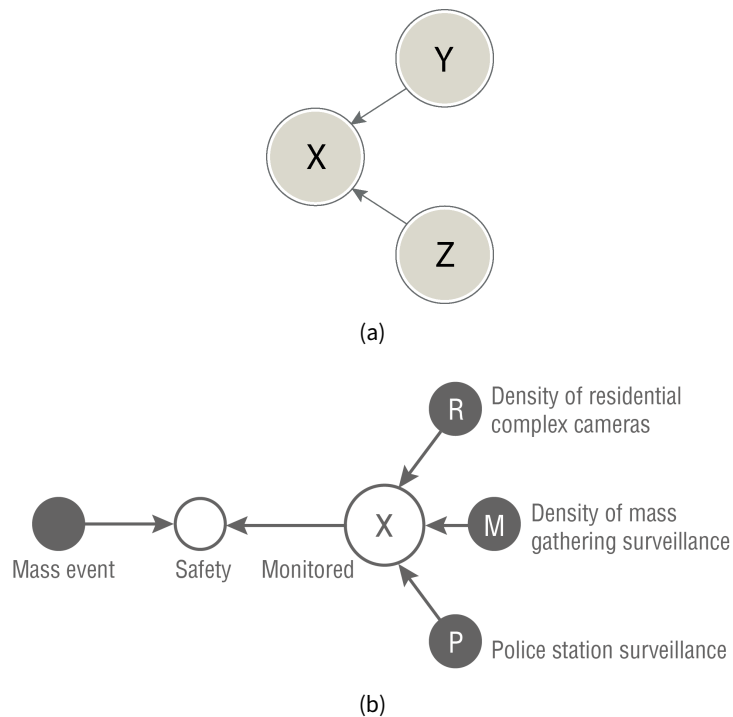 Y
X
Z
(a)
R
Density of residential
complex cameras
X
M
Density of mass
gathering surveillance
Mass event
Safety
Monitored
P
Police station surveillance
(b)